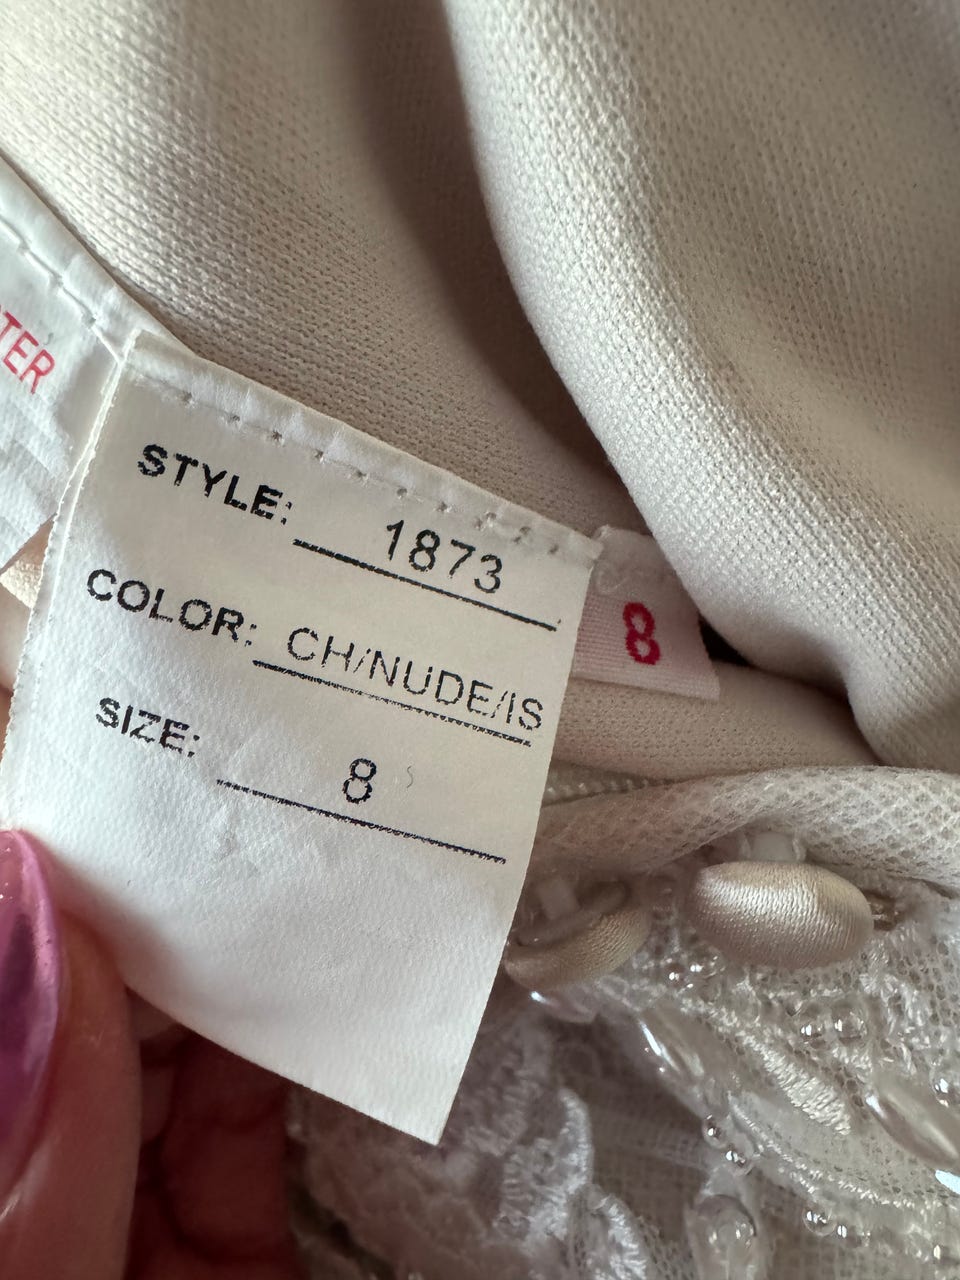 TER
STYLE: 1873
8
COLOR: CH/NUDE/IS
SIZE: 8